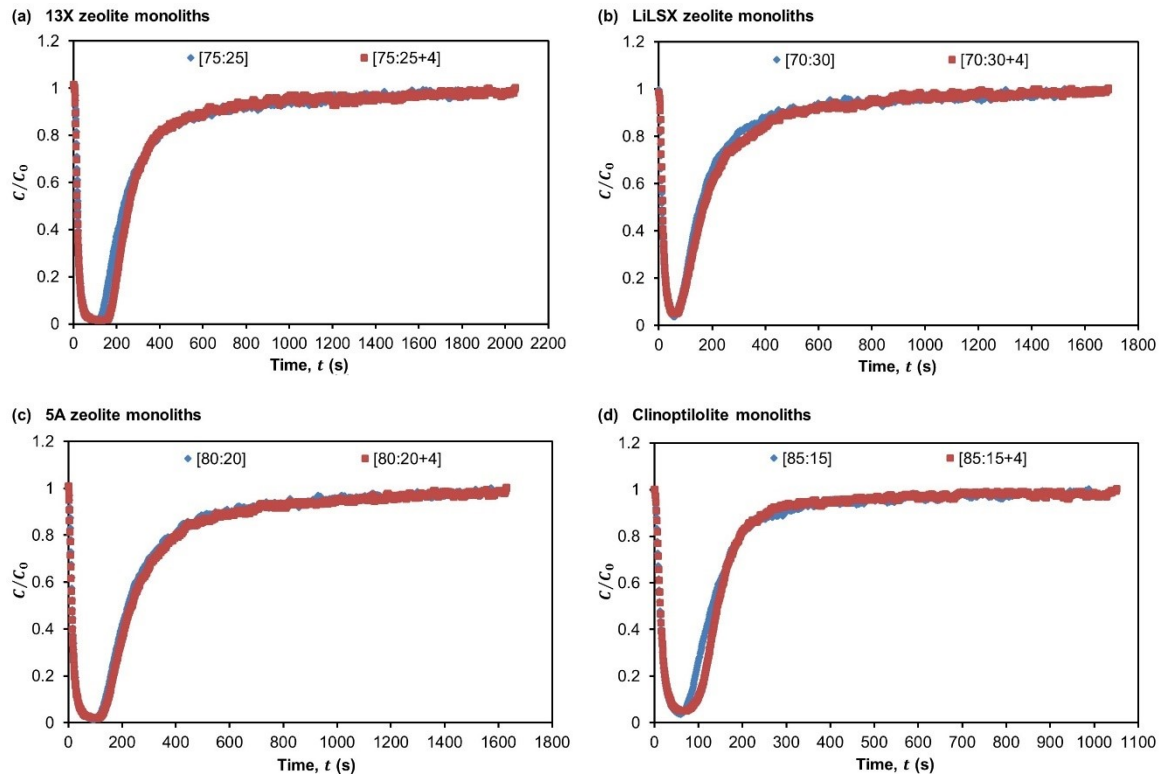 (a) 13X zeolite monoliths
[75:25] [75:25+4]
1.2
1
0.8
0.6
0.4
0.2
0
C/C₀
0 200 400 600 800 1000 1200 1400 1600 1800 2000 2200
Time, t (s)
(b) LiLSX zeolite monoliths
[70:30] [70:30+4]
1.2
1
0.8
0.6
0.4
0.2
0
C/C₀
0 200 400 600 800 1000 1200 1400 1600 1800
Time, t (s)
(c) 5A zeolite monoliths
[80:20] [80:20+4]
1.2
1
0.8
0.6
0.4
0.2
0
C/C₀
0 200 400 600 800 1000 1200 1400 1600 1800
Time, t (s)
(d) Clinoptilolite monoliths
[85:15] [85:15+4]
1.2
1
0.8
0.6
0.4
0.2
0
C/C₀
0 100 200 300 400 500 600 700 800 900 1000 1100
Time, t (s)